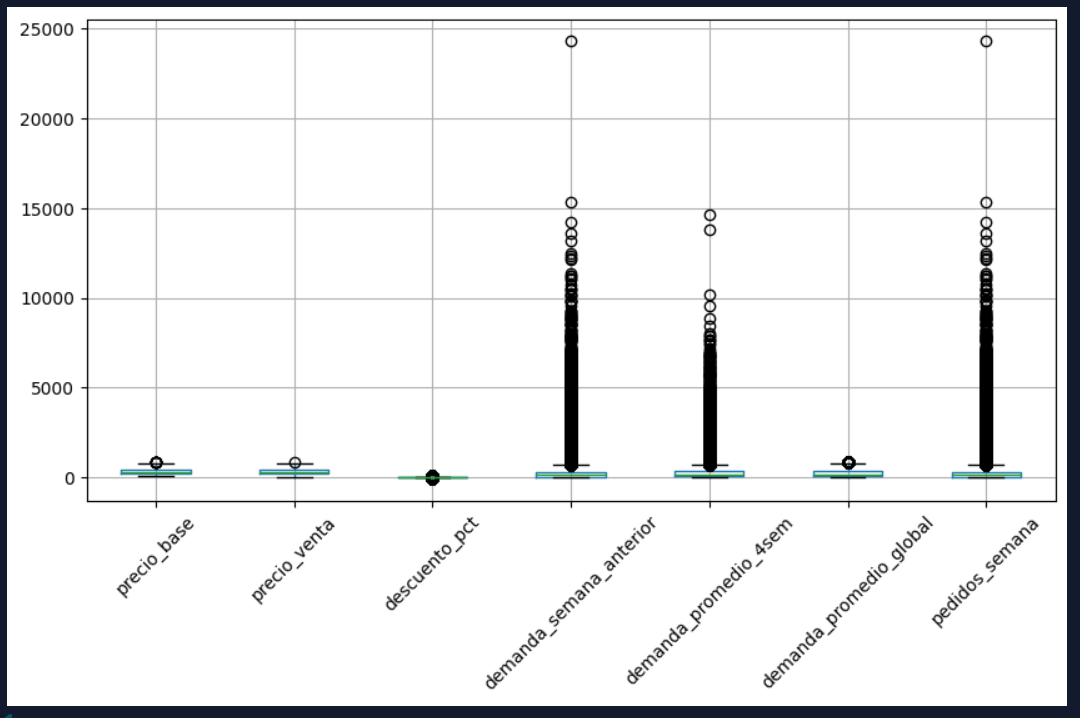 25000
20000
15000
10000
5000
0
precio_base
precio_venta
descuento_pct
demanda_semana_anterior
demanda_promedio_4sem
demanda_promedio_global
pedidos_semana